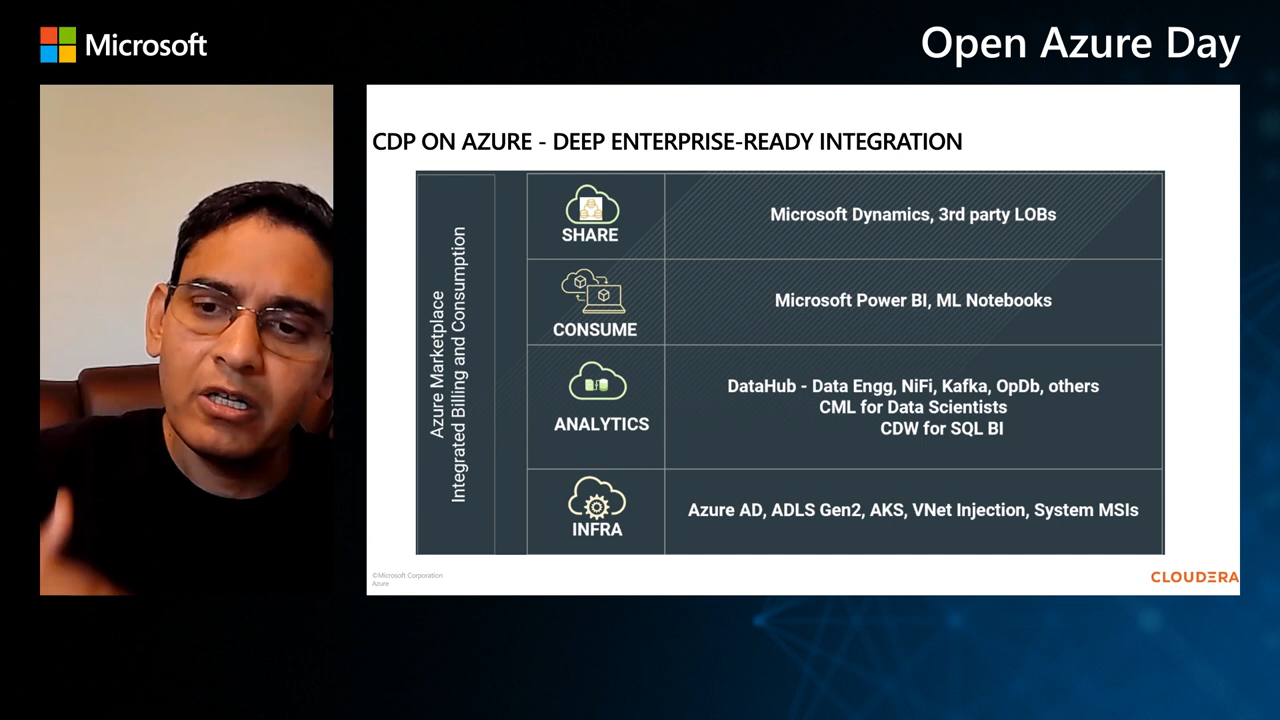 Microsoft
Open Azure Day
CDP ON AZURE - DEEP ENTERPRISE-READY INTEGRATION
Azure Marketplace
Integrated Billing and Consumption
SHARE
Microsoft Dynamics, 3rd party LOBs
CONSUME
Microsoft Power BI, ML Notebooks
ANALYTICS
DataHub - Data Engg, NiFi, Kafka, OpDb, others
CML for Data Scientists
CDW for SQL BI
INFRA
Azure AD, ADLS Gen2, AKS, VNet Injection, System MSIs
©Microsoft Corporation
Azure
CLOUDERA